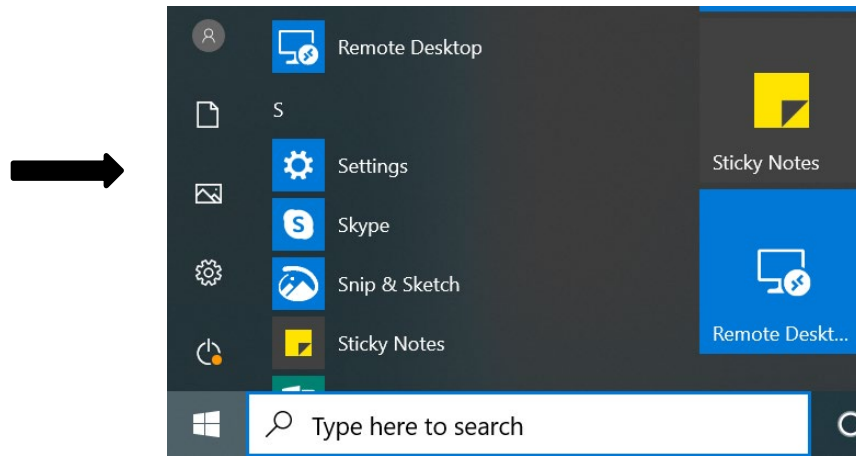 Remote Desktop
S
Settings
Sticky Notes
Skype
Snip & Sketch
Sticky Notes
Remote Deskt...
Type here to search